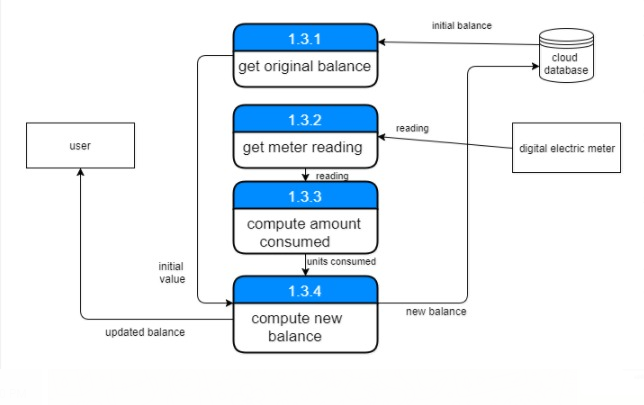 initial balance
1.3.1
get original balance
cloud
database
1.3.2
get meter reading
reading
user
digital electric meter
reading
1.3.3
compute amount
consumed
units consumed
initial
value
1.3.4
compute new
balance
new balance
updated balance